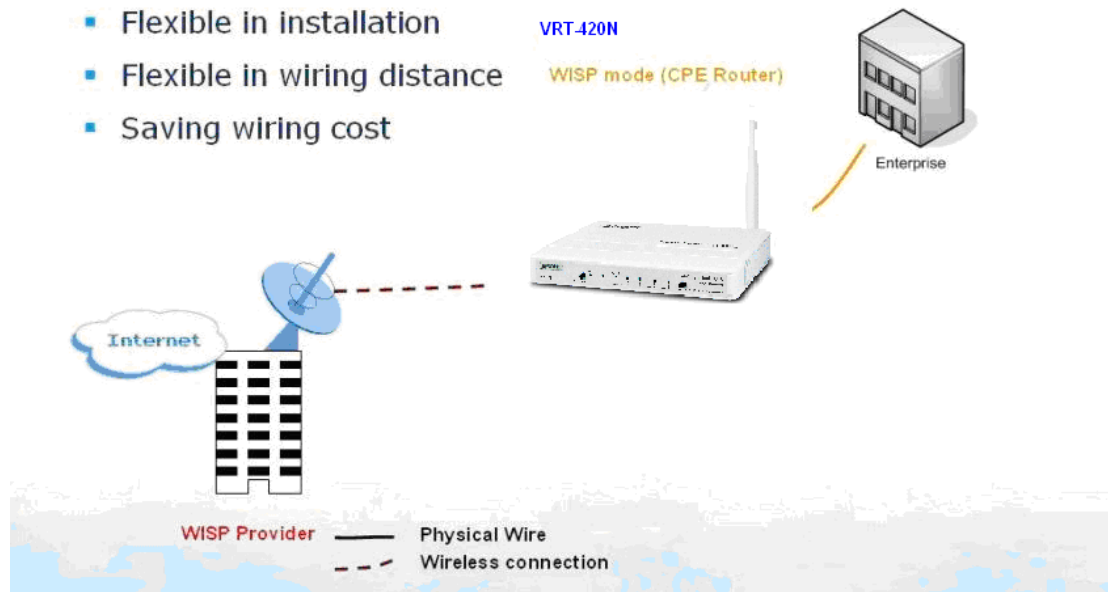 Flexible in installation
Flexible in wiring distance
Saving wiring cost
VRT-420N
WISP mode (CPE Router)
Enterprise
Internet
WISP Provider
Physical Wire
Wireless connection